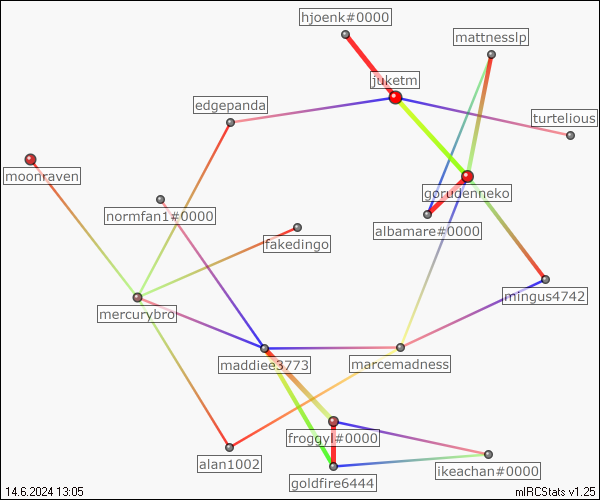 hjoenk#0000
mattnesslp
juketm
edgepanda
turtelious
moonraven
gorudenneko
normfan1#0000
albamare#0000
fakedingo
mingus4742
mercurybro
maddiee3773
marcemadness
froggyl#0000
alan1002
ikeachan#0000
goldfire6444
14.6.2024 13:05
mIRCStats v1.25